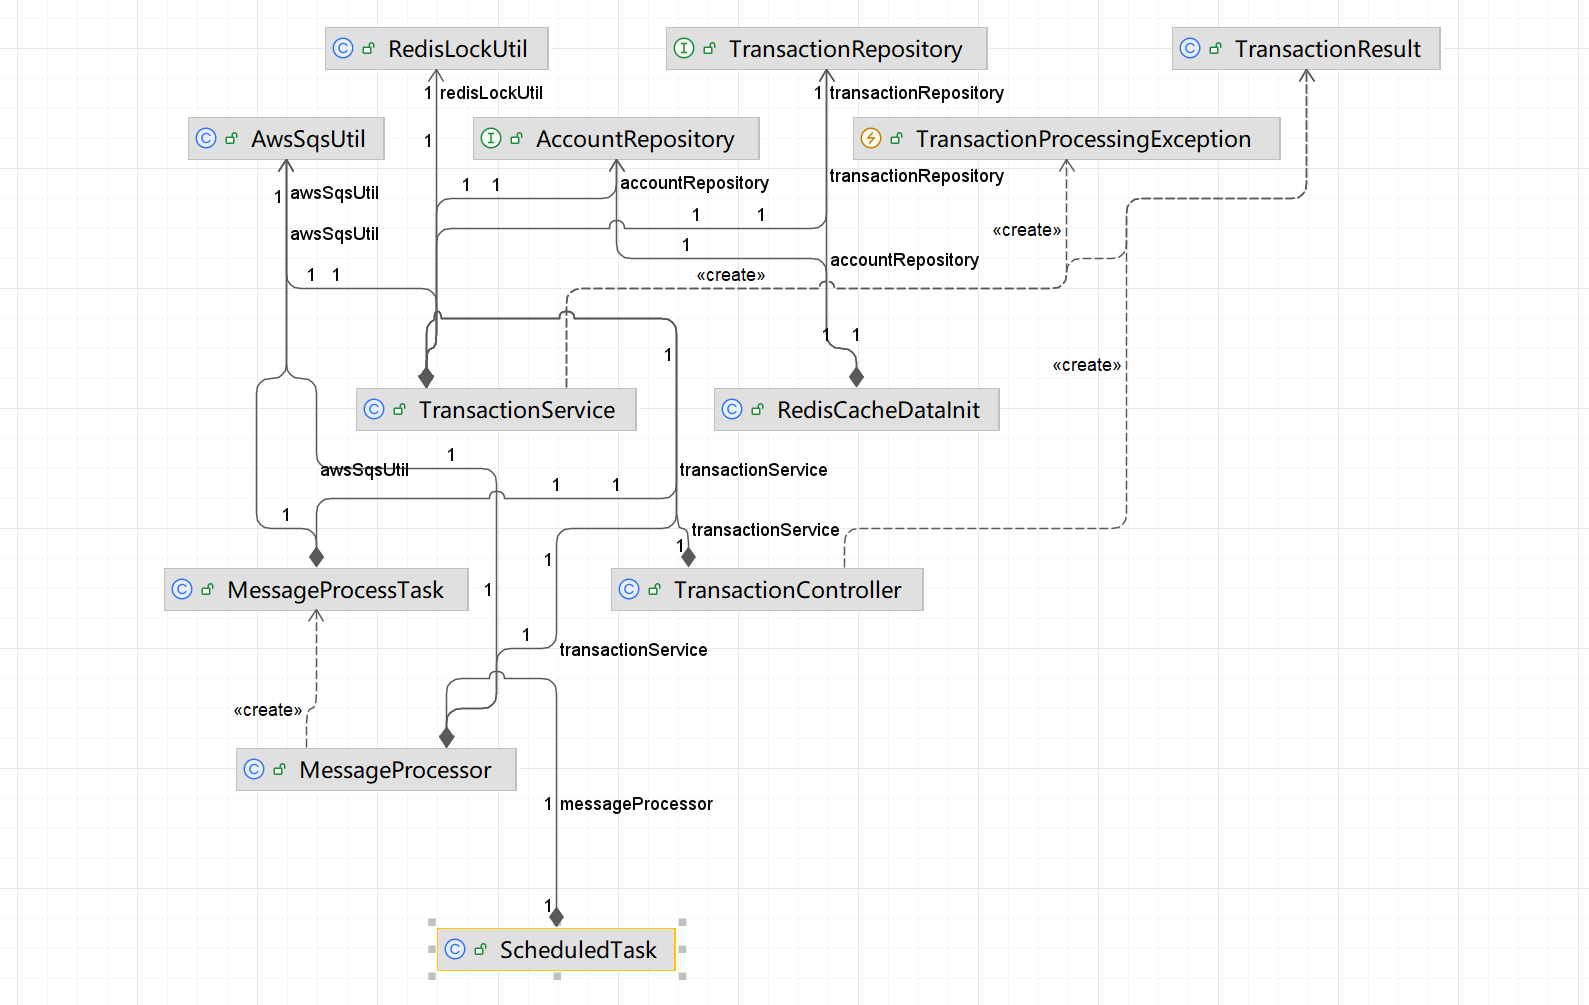 RedisLockUtil
TransactionRepository
TransactionResult
1 redisLockUtil
1 transactionRepository
AwsSqsUtil
1
AccountRepository
TransactionProcessingException
1 awsSqsUtil
1 1
accountRepository
transactionRepository
awsSqsUtil
1 1
«create»
1
accountRepository
1 1
«create»
1 1
1
«create»
TransactionService
RedisCacheDataInit
1
awsSqsUtil
transactionService
1 1
1
transactionService
1
1
MessageProcessTask
1
TransactionController
1
transactionService
«create»
MessageProcessor
1 messageProcessor
1
ScheduledTask